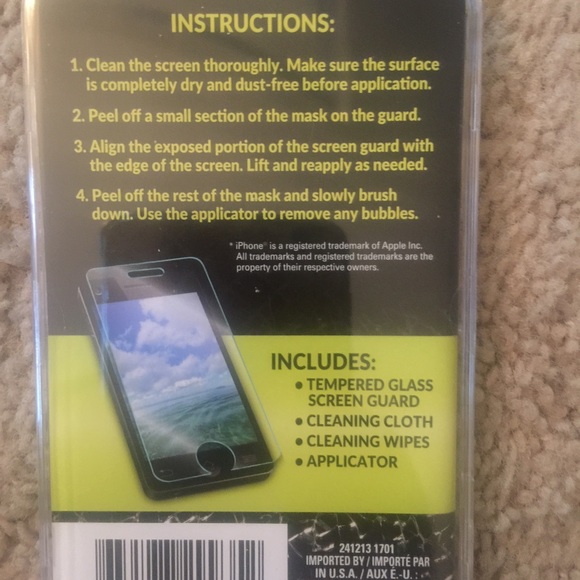 INSTRUCTIONS:
1. Clean the screen thoroughly. Make sure the surface
is completely dry and dust-free before application.
2. Peel off a small section of the mask on the guard.
3. Align the exposed portion of the screen guard with
the edge of the screen. Lift and reapply as needed.
4. Peel off the rest of the mask and slowly brush
down. Use the applicator to remove any bubbles.
* iPhone® is a registered trademark of Apple Inc.
All trademarks and registered trademarks are the
property of their respective owners.
INCLUDES:
• TEMPERED GLASS
SCREEN GUARD
• CLEANING CLOTH
• CLEANING WIPES
• APPLICATOR
241213 1701
IMPORTED BY / IMPORTÉ PAR
IN U.S.A. / AUX É.-U. :